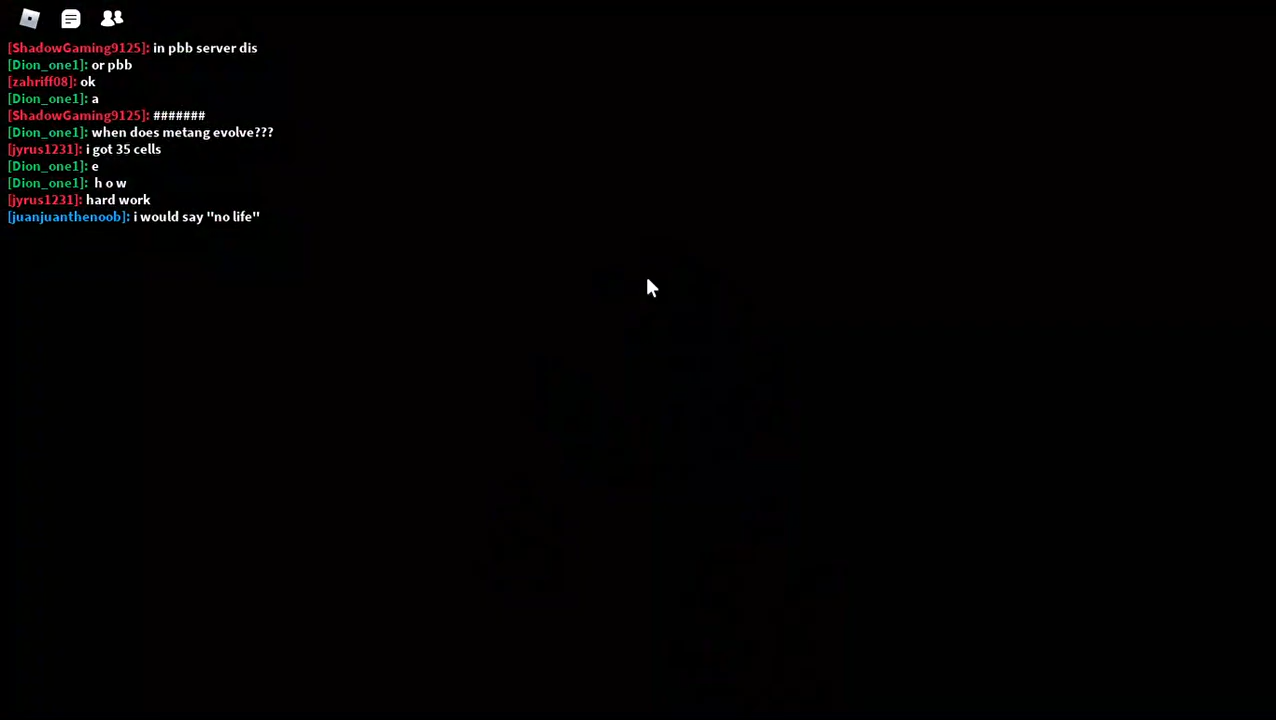 [ShadowGaming9125]: in pbb server dis
[Dion_one1]: or pbb
[zahriff08]: ok
[Dion_one1]: a
[ShadowGaming9125]: #######
[Dion_one1]: when does metang evolve???
[jyrus1231]: i got 35 cells
[Dion_one1]: e
[Dion_one1]: h o w
[jyrus1231]: hard work
[juanjuanthenoob]: i would say "no life"